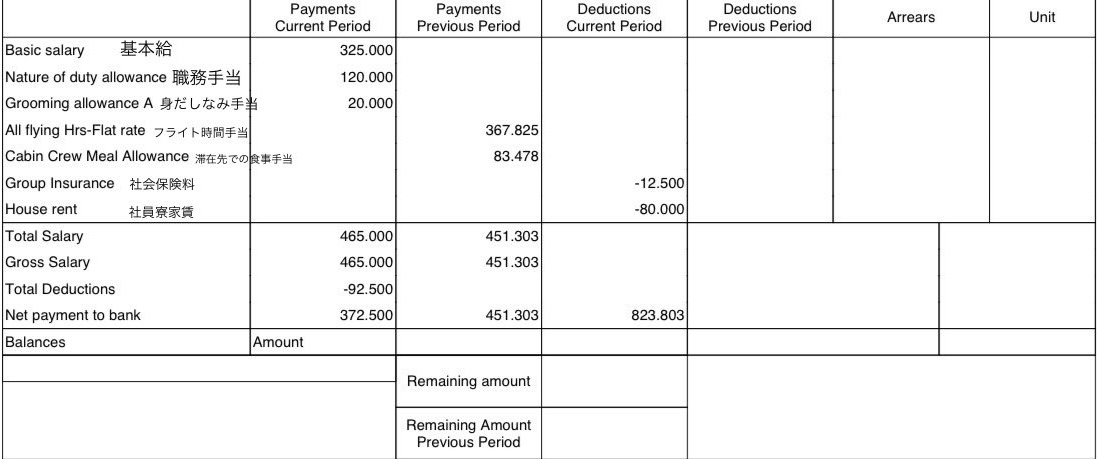 Payments Current Period Payments Previous Period Deductions Current Period Deductions Previous Period Arrears Unit
Basic salary 基本給 325.000
Nature of duty allowance 職務手当 120.000
Grooming allowance A 身だしなみ手当 20.000
All flying Hrs-Flat rate フライト時間手当 367.825
Cabin Crew Meal Allowance 滞在先での食事手当 83.478
Group Insurance 社会保険料 -12.500
House rent 社員寮家賃 -80.000
Total Salary 465.000 451.303
Gross Salary 465.000 451.303
Total Deductions -92.500
Net payment to bank 372.500 451.303 823.803
Balances Amount
Remaining amount
Remaining Amount
Previous Period